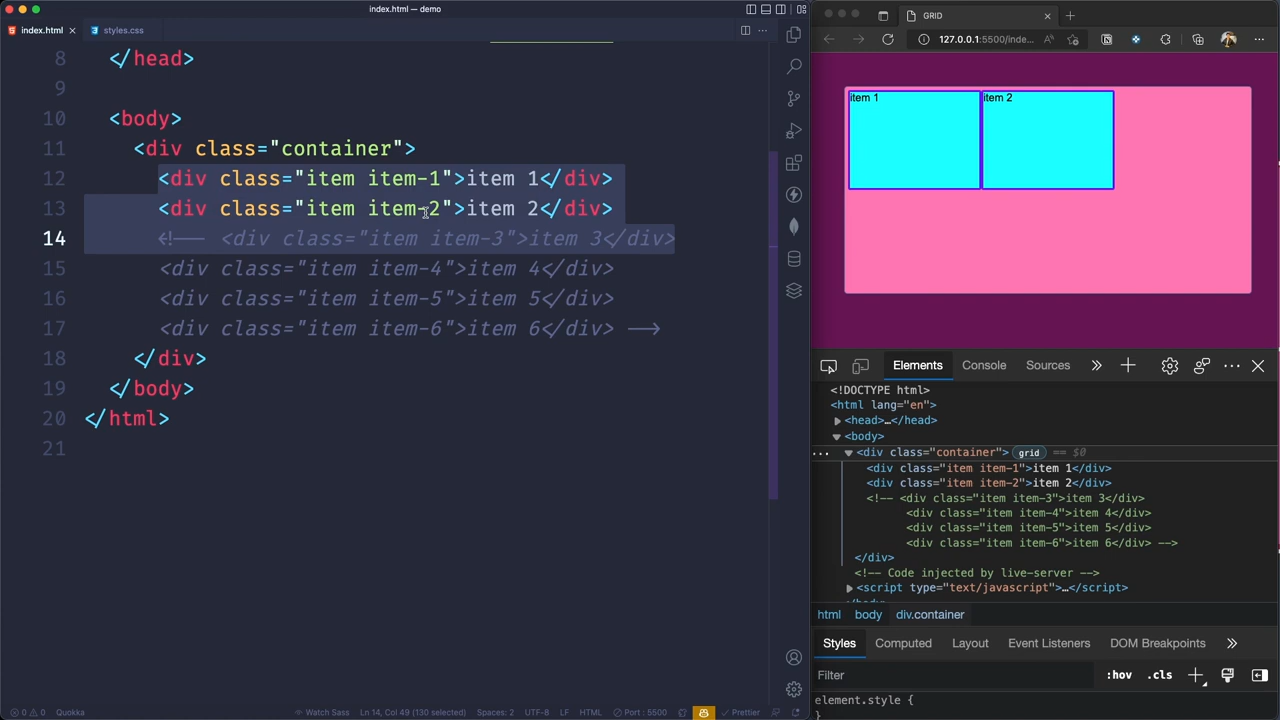 index.html — demo
index.html
styles.css
8 </head>
9
10 <body>
11 <div class="container">
12 <div class="item item-1">item 1</div>
13 <div class="item item-2">item 2</div>
14 <!-- <div class="item item-3">item 3</div>
15 <div class="item item-4">item 4</div>
16 <div class="item item-5">item 5</div>
17 <div class="item item-6">item 6</div> -->
18 </div>
19 </body>
20 </html>
21
0 0 Quokka Watch Sass Ln 14, Col 49 (130 selected) Spaces: 2 UTF-8 LF HTML Port : 5500 Prettier
GRID
127.0.0.1:5500/inde...
item 1 item 2
Elements Console Sources
<!DOCTYPE html>
<html lang="en">
<head>…</head>
<body>
<div class="container"> grid == $0
<div class="item item-1">item 1</div>
<div class="item item-2">item 2</div>
<!-- <div class="item item-3">item 3</div>
<div class="item item-4">item 4</div>
<div class="item item-5">item 5</div>
<div class="item item-6">item 6</div> -->
</div>
<!-- Code injected by live-server -->
<script type="text/javascript">…</script>
html body div.container
Styles Computed Layout Event Listeners DOM Breakpoints
Filter :hov .cls
element.style {
}